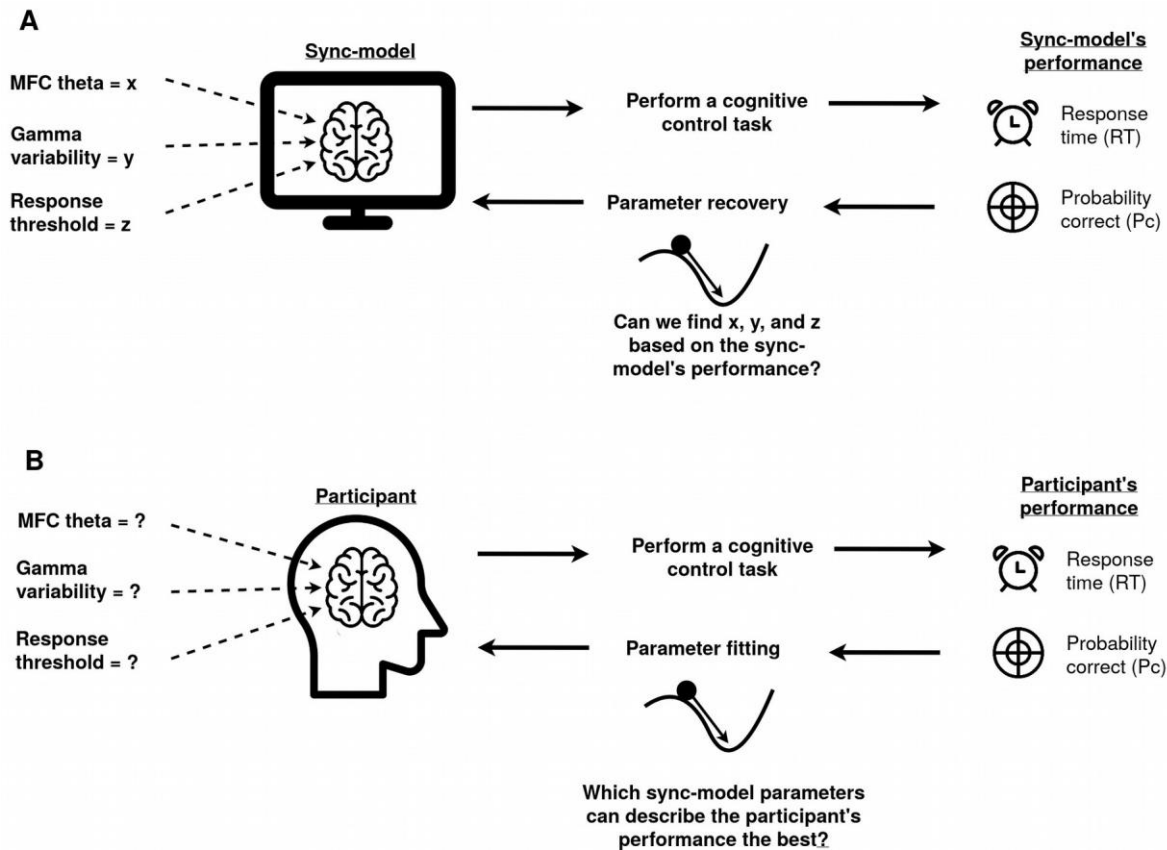 A
Sync-model
Sync-model's
performance
MFC theta = x
Gamma
variability = y
Response
threshold = z
Perform a cognitive
control task
Response
time (RT)
Parameter recovery
Probability
correct (Pc)
Can we find x, y, and z
based on the sync-
model's performance?
B
Participant
Participant's
performance
MFC theta = ?
Gamma
variability = ?
Response
threshold = ?
Perform a cognitive
control task
Response
time (RT)
Parameter fitting
Probability
correct (Pc)
Which sync-model parameters
can describe the participant's
performance the best?